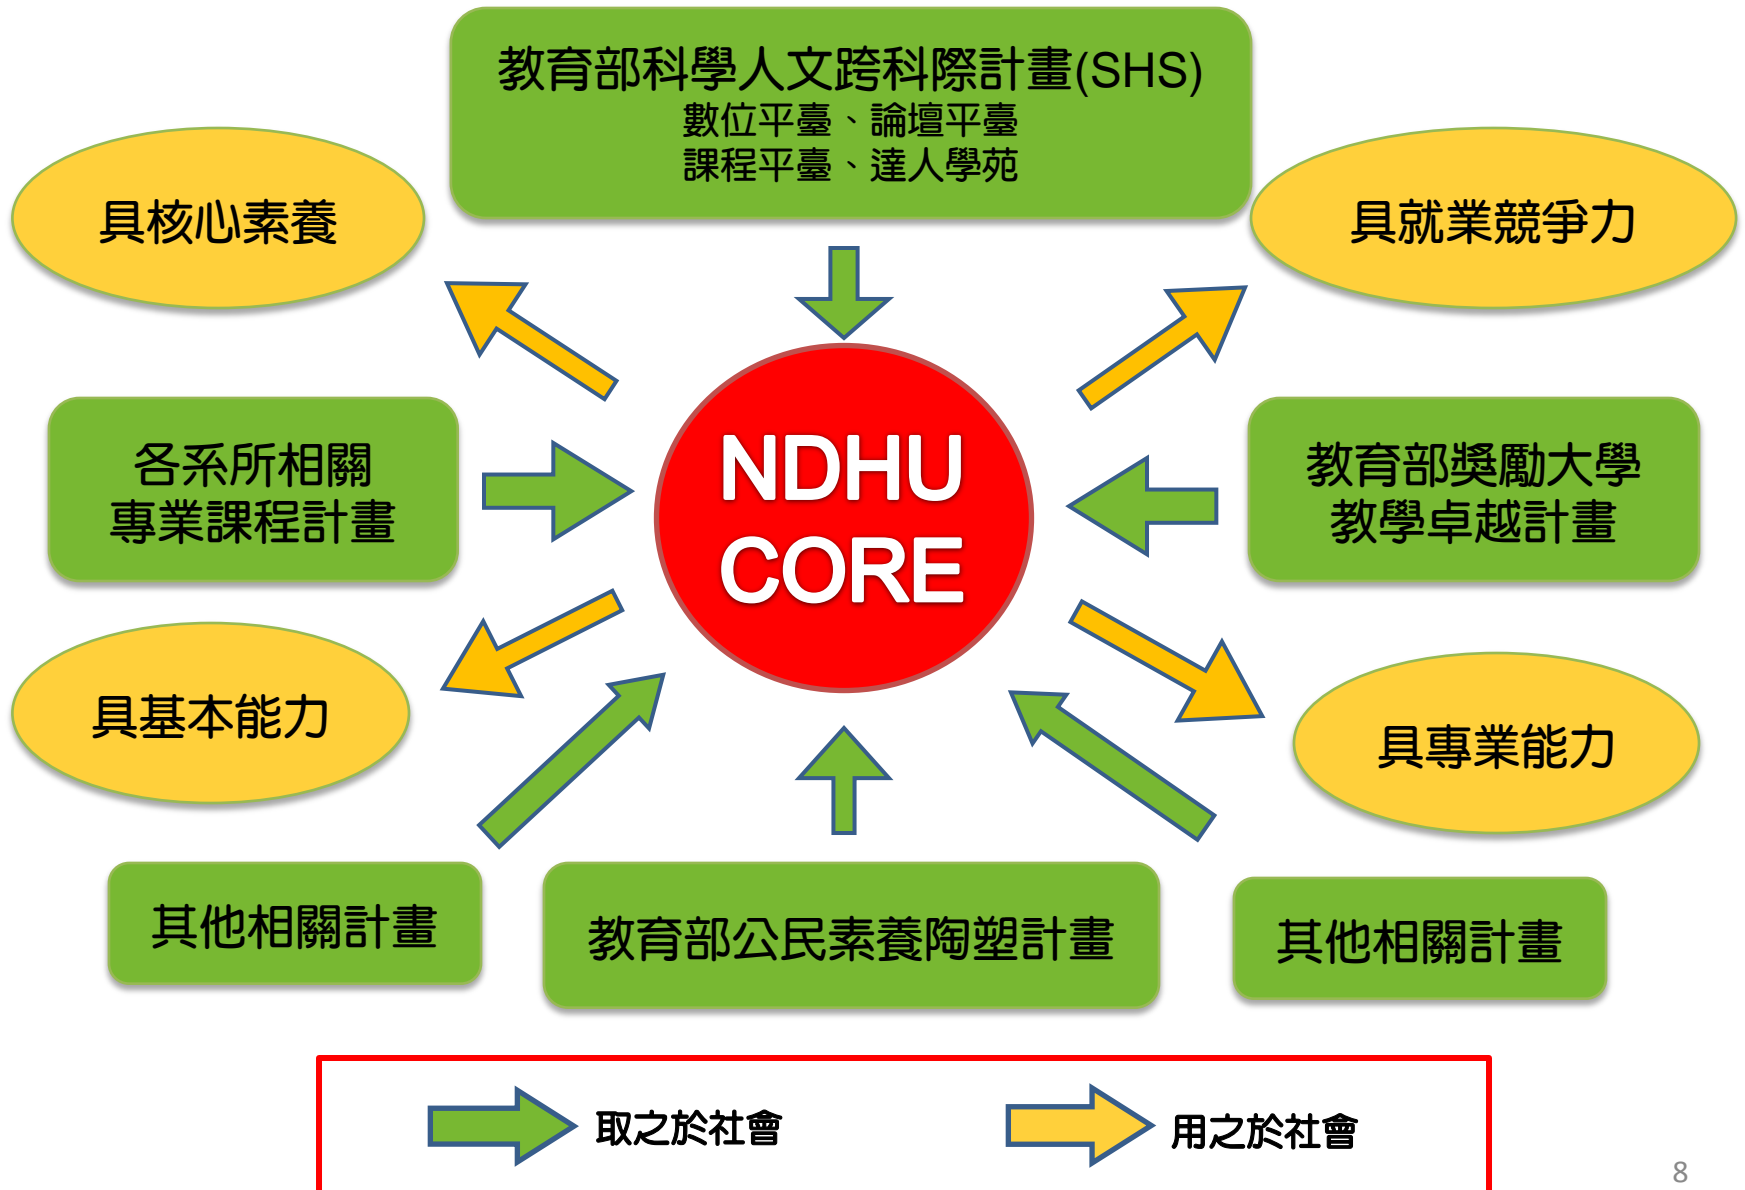 教育部科學人文跨科際計畫(SHS)
數位平臺、論壇平臺
課程平臺、達人學苑
具核心素養
具就業競爭力
各系所相關
專業課程計畫
NDHU
CORE
教育部獎勵大學
教學卓越計畫
具基本能力
具專業能力
其他相關計畫
教育部公民素養陶塑計畫
其他相關計畫
取之於社會
用之於社會
8